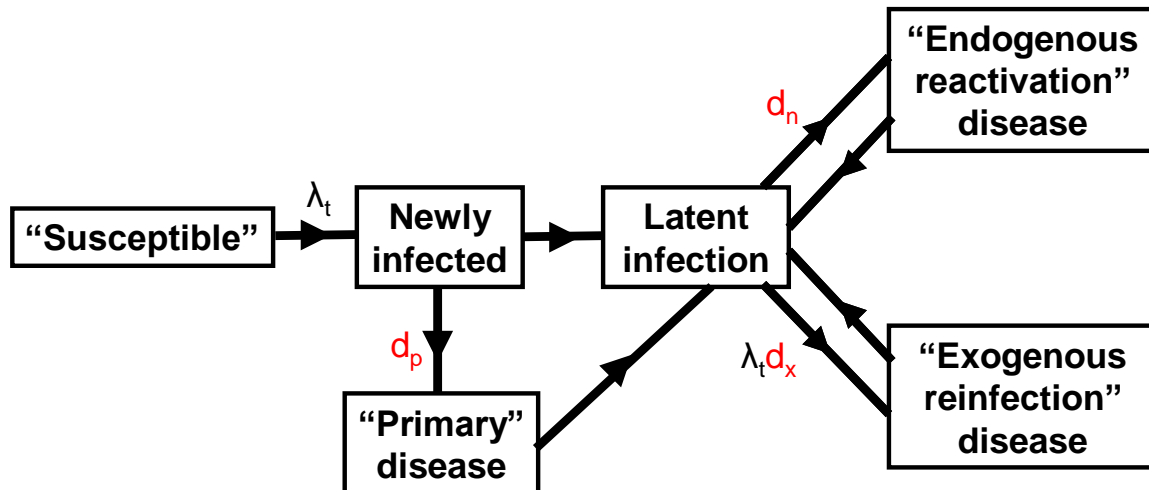 “Susceptible”
λt
Newly
infected
dp
“Primary”
disease
Latent
infection
dn
“Endogenous
reactivation”
disease
λtdx
“Exogenous
reinfection”
disease